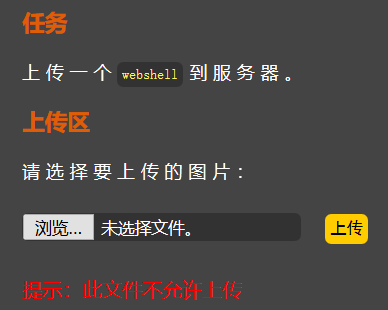 任务
上传一个 webshell 到服务器。
上传区
请选择要上传的图片：
浏览... 未选择文件。 上传
提示：此文件不允许上传